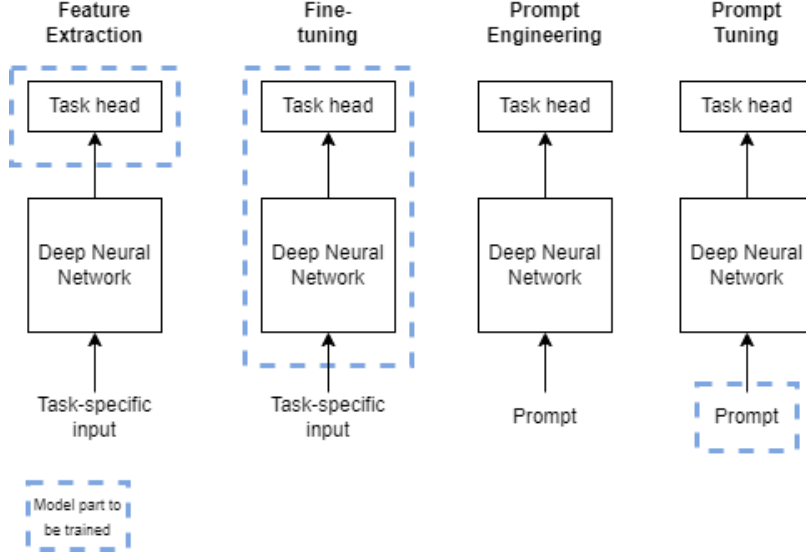 Feature
Extraction
Fine-
tuning
Prompt
Engineering
Prompt
Tuning
Task head
Task head
Task head
Task head
Deep Neural
Network
Deep Neural
Network
Deep Neural
Network
Deep Neural
Network
Task-specific
input
Task-specific
input
Prompt
Prompt
Model part to
be trained